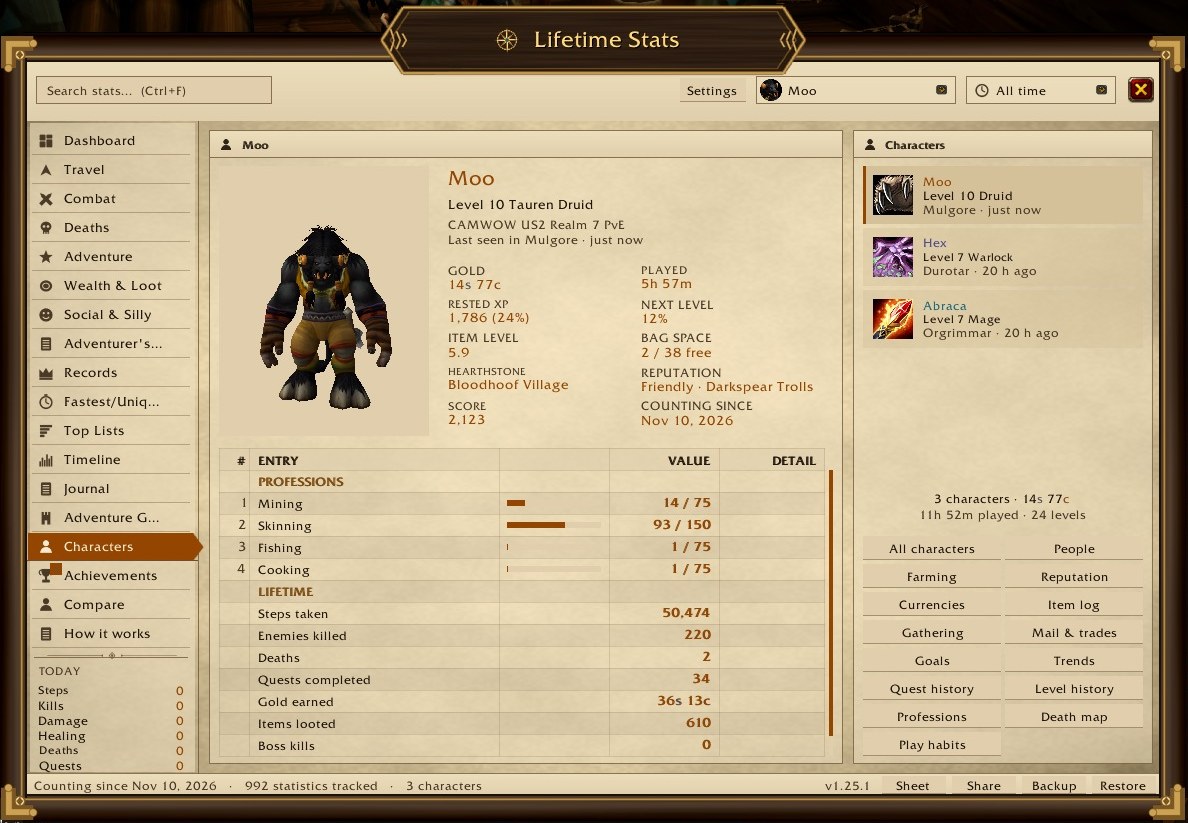 Lifetime Stats
Search stats... (Ctrl+F)
Settings
Moo
All time
Dashboard
Travel
Combat
Deaths
Adventure
Wealth & Loot
Social & Silly
Adventurer's...
Records
Fastest/Uniq...
Top Lists
Timeline
Journal
Adventure G...
Characters
Achievements
Compare
How it works
TODAY
Steps 0
Kills 0
Damage 0
Healing 0
Deaths 0
Quests 0
Moo
Moo
Level 10 Tauren Druid
CAMWOW US2 Realm 7 PvE
Last seen in Mulgore · just now
GOLD
14s 77c
PLAYED
5h 57m
RESTED XP
1,786 (24%)
NEXT LEVEL
12%
ITEM LEVEL
5.9
BAG SPACE
2 / 38 free
HEARTHSTONE
Bloodhoof Village
REPUTATION
Friendly · Darkspear Trolls
SCORE
2,123
COUNTING SINCE
Nov 10, 2026
# ENTRY VALUE DETAIL
PROFESSIONS
1 Mining 14 / 75
2 Skinning 93 / 150
3 Fishing 1 / 75
4 Cooking 1 / 75
LIFETIME
Steps taken 50,474
Enemies killed 220
Deaths 2
Quests completed 34
Gold earned 36s 13c
Items looted 610
Boss kills 0
Characters
Moo
Level 10 Druid
Mulgore · just now
Hex
Level 7 Warlock
Durotar · 20 h ago
Abraca
Level 7 Mage
Orgrimmar · 20 h ago
3 characters · 14s 77c
11h 52m played · 24 levels
All characters People
Farming Reputation
Currencies Item log
Gathering Mail & trades
Goals Trends
Quest history Level history
Professions Death map
Play habits
Counting since Nov 10, 2026 · 992 statistics tracked · 3 characters
v1.25.1 Sheet Share Backup Restore